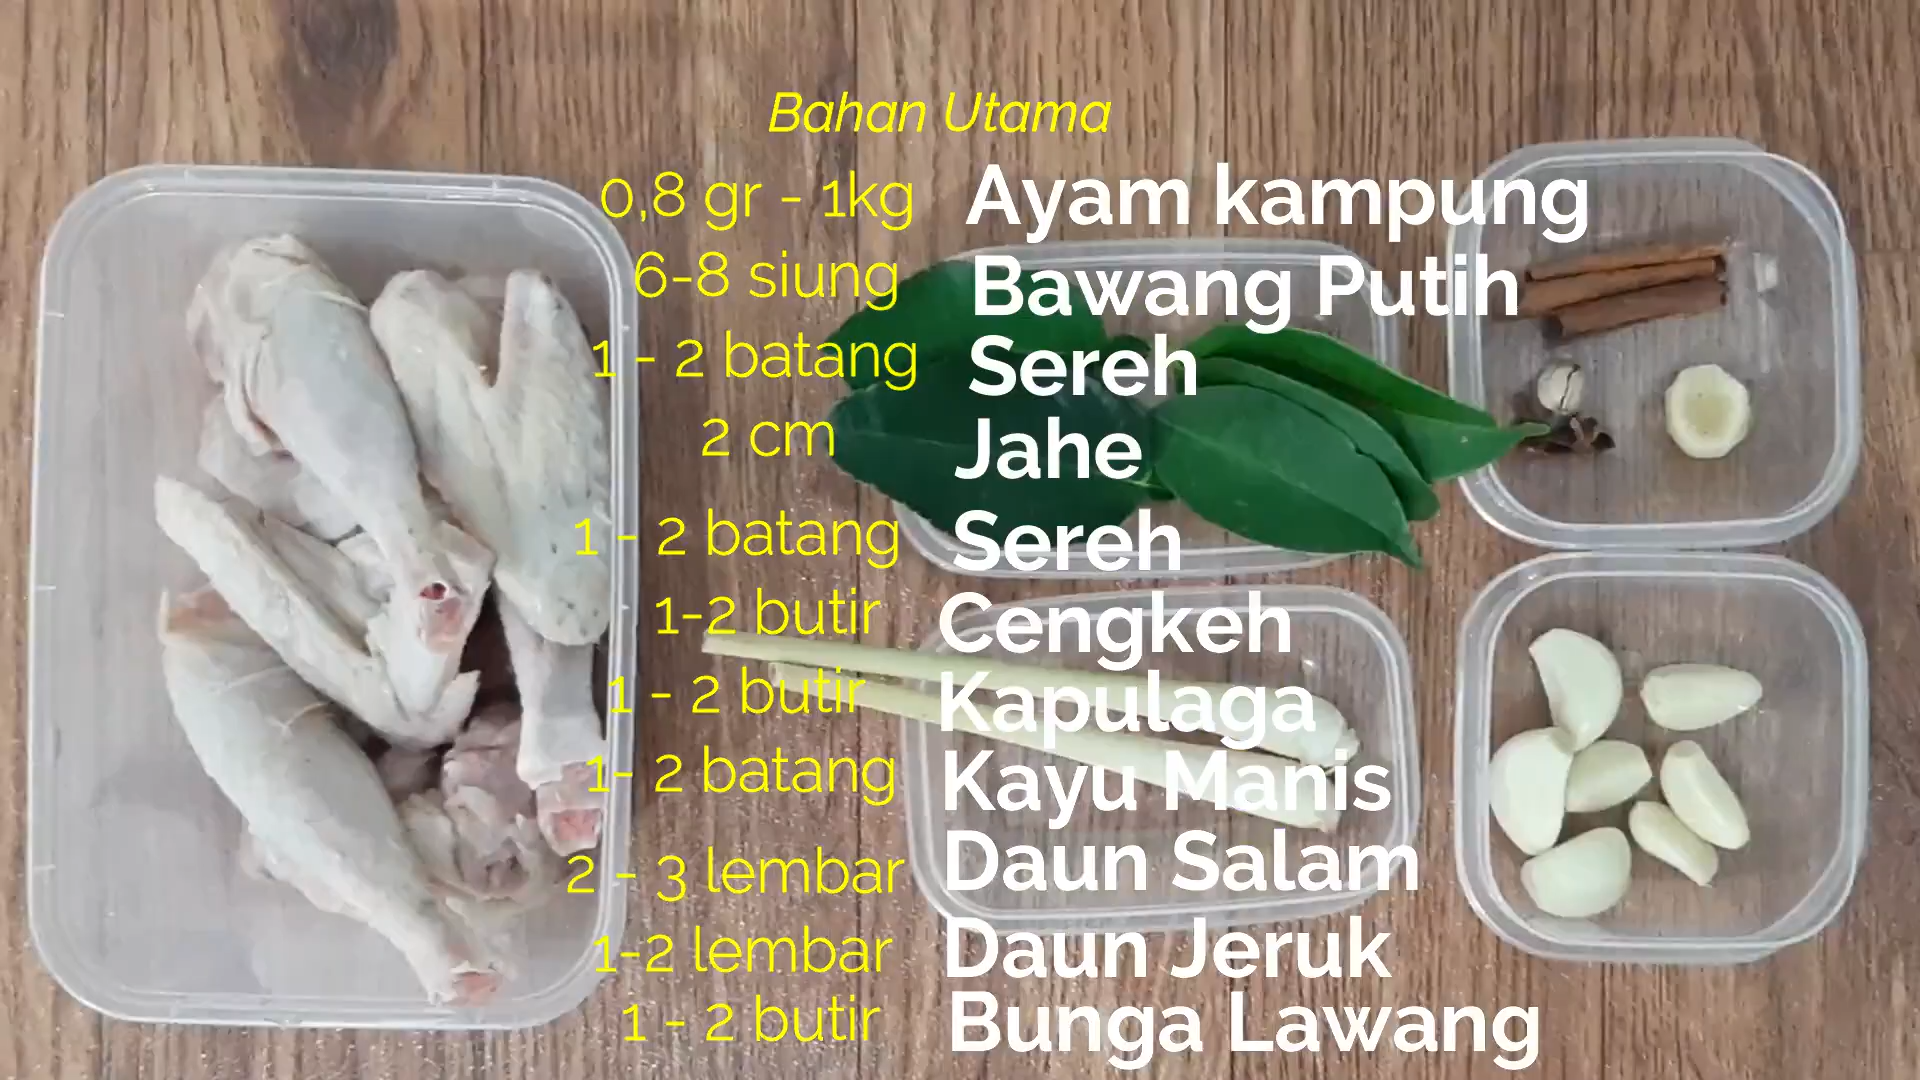 Bahan Utama
0,8 gr - 1kg Ayam kampung
6-8 siung Bawang Putih
1 - 2 batang Sereh
2 cm Jahe
1 - 2 batang Sereh
1-2 butir Cengkeh
1 - 2 butir Kapulaga
1- 2 batang Kayu Manis
2 - 3 lembar Daun Salam
1-2 lembar Daun Jeruk
1 - 2 butir Bunga Lawang